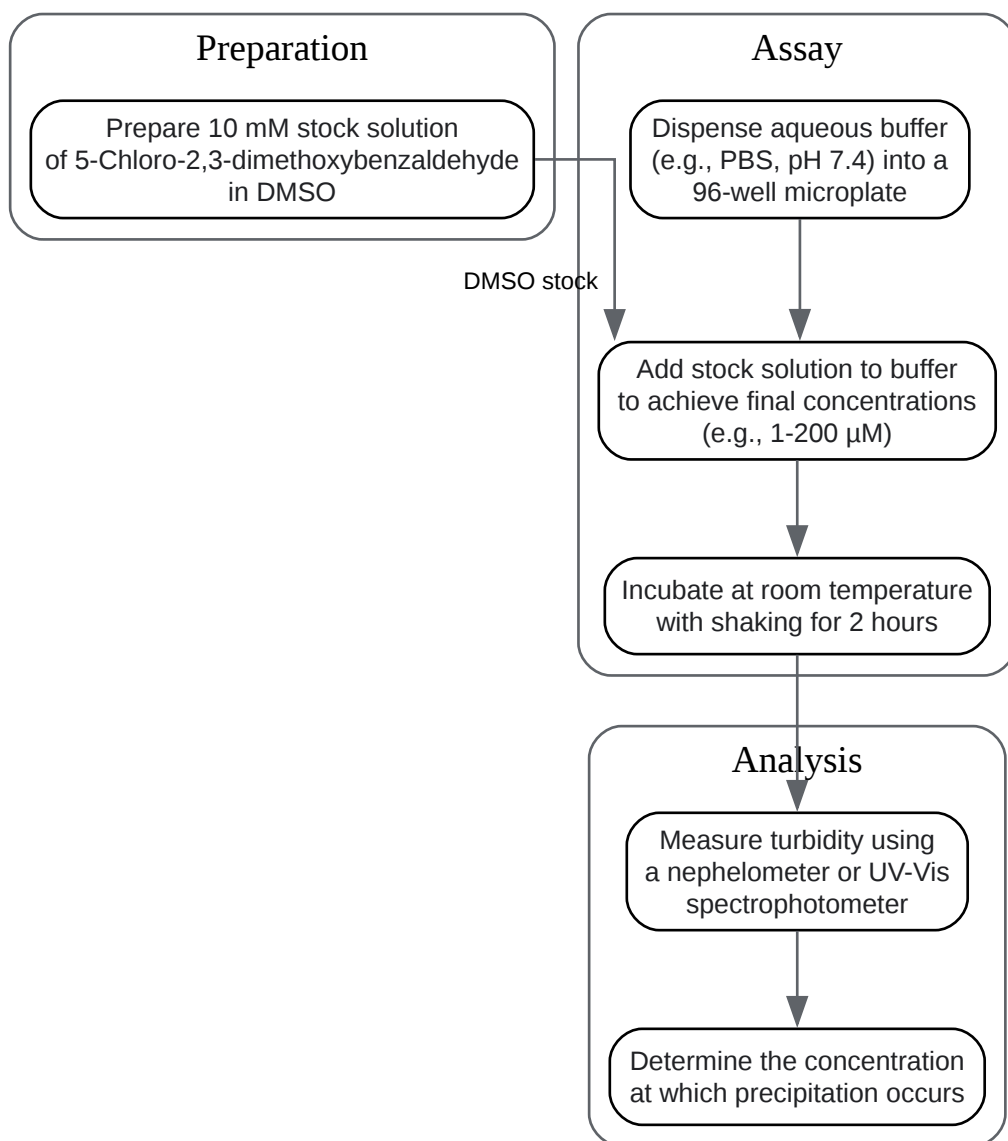 Preparation
Prepare 10 mM stock solution
of 5-Chloro-2,3-dimethoxybenzaldehyde
in DMSO
Assay
Dispense aqueous buffer
(e.g., PBS, pH 7.4) into a
96-well microplate
DMSO stock
Add stock solution to buffer
to achieve final concentrations
(e.g., 1-200 µM)
Incubate at room temperature
with shaking for 2 hours
Analysis
Measure turbidity using
a nephelometer or UV-Vis
spectrophotometer
Determine the concentration
at which precipitation occurs